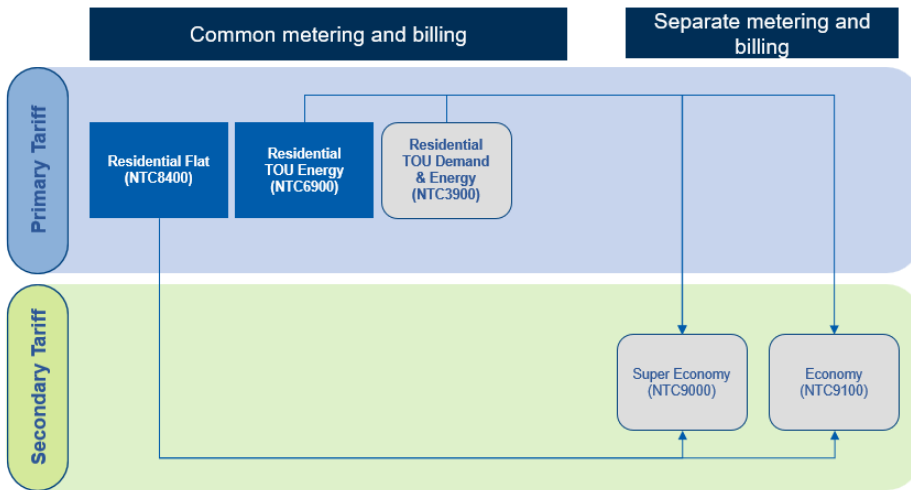 Common metering and billing
Separate metering and
billing
Primary Tariff
Residential Flat
(NTC8400)
Residential
TOU Energy
(NTC6900)
Residential
TOU Demand
& Energy
(NTC3900)
Secondary Tariff
Super Economy
(NTC9000)
Economy
(NTC9100)